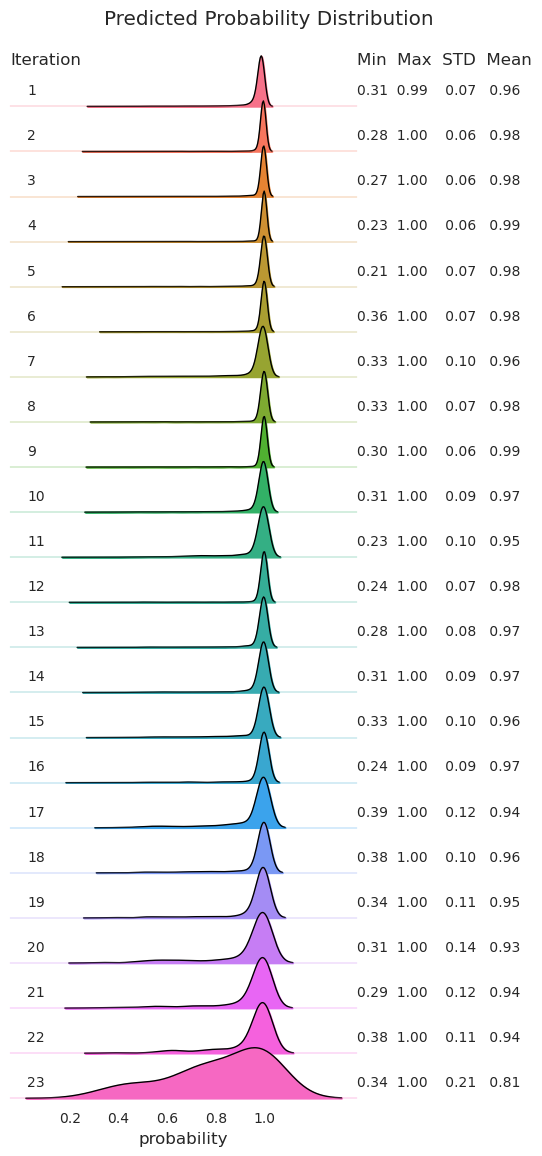 Predicted Probability Distribution
Iteration Min Max STD Mean
1 0.31 0.99 0.07 0.96
2 0.28 1.00 0.06 0.98
3 0.27 1.00 0.06 0.98
4 0.23 1.00 0.06 0.99
5 0.21 1.00 0.07 0.98
6 0.36 1.00 0.07 0.98
7 0.33 1.00 0.10 0.96
8 0.33 1.00 0.07 0.98
9 0.30 1.00 0.06 0.99
10 0.31 1.00 0.09 0.97
11 0.23 1.00 0.10 0.95
12 0.24 1.00 0.07 0.98
13 0.28 1.00 0.08 0.97
14 0.31 1.00 0.09 0.97
15 0.33 1.00 0.10 0.96
16 0.24 1.00 0.09 0.97
17 0.39 1.00 0.12 0.94
18 0.38 1.00 0.10 0.96
19 0.34 1.00 0.11 0.95
20 0.31 1.00 0.14 0.93
21 0.29 1.00 0.12 0.94
22 0.38 1.00 0.11 0.94
23 0.34 1.00 0.21 0.81
0.2 0.4 0.6 0.8 1.0
probability